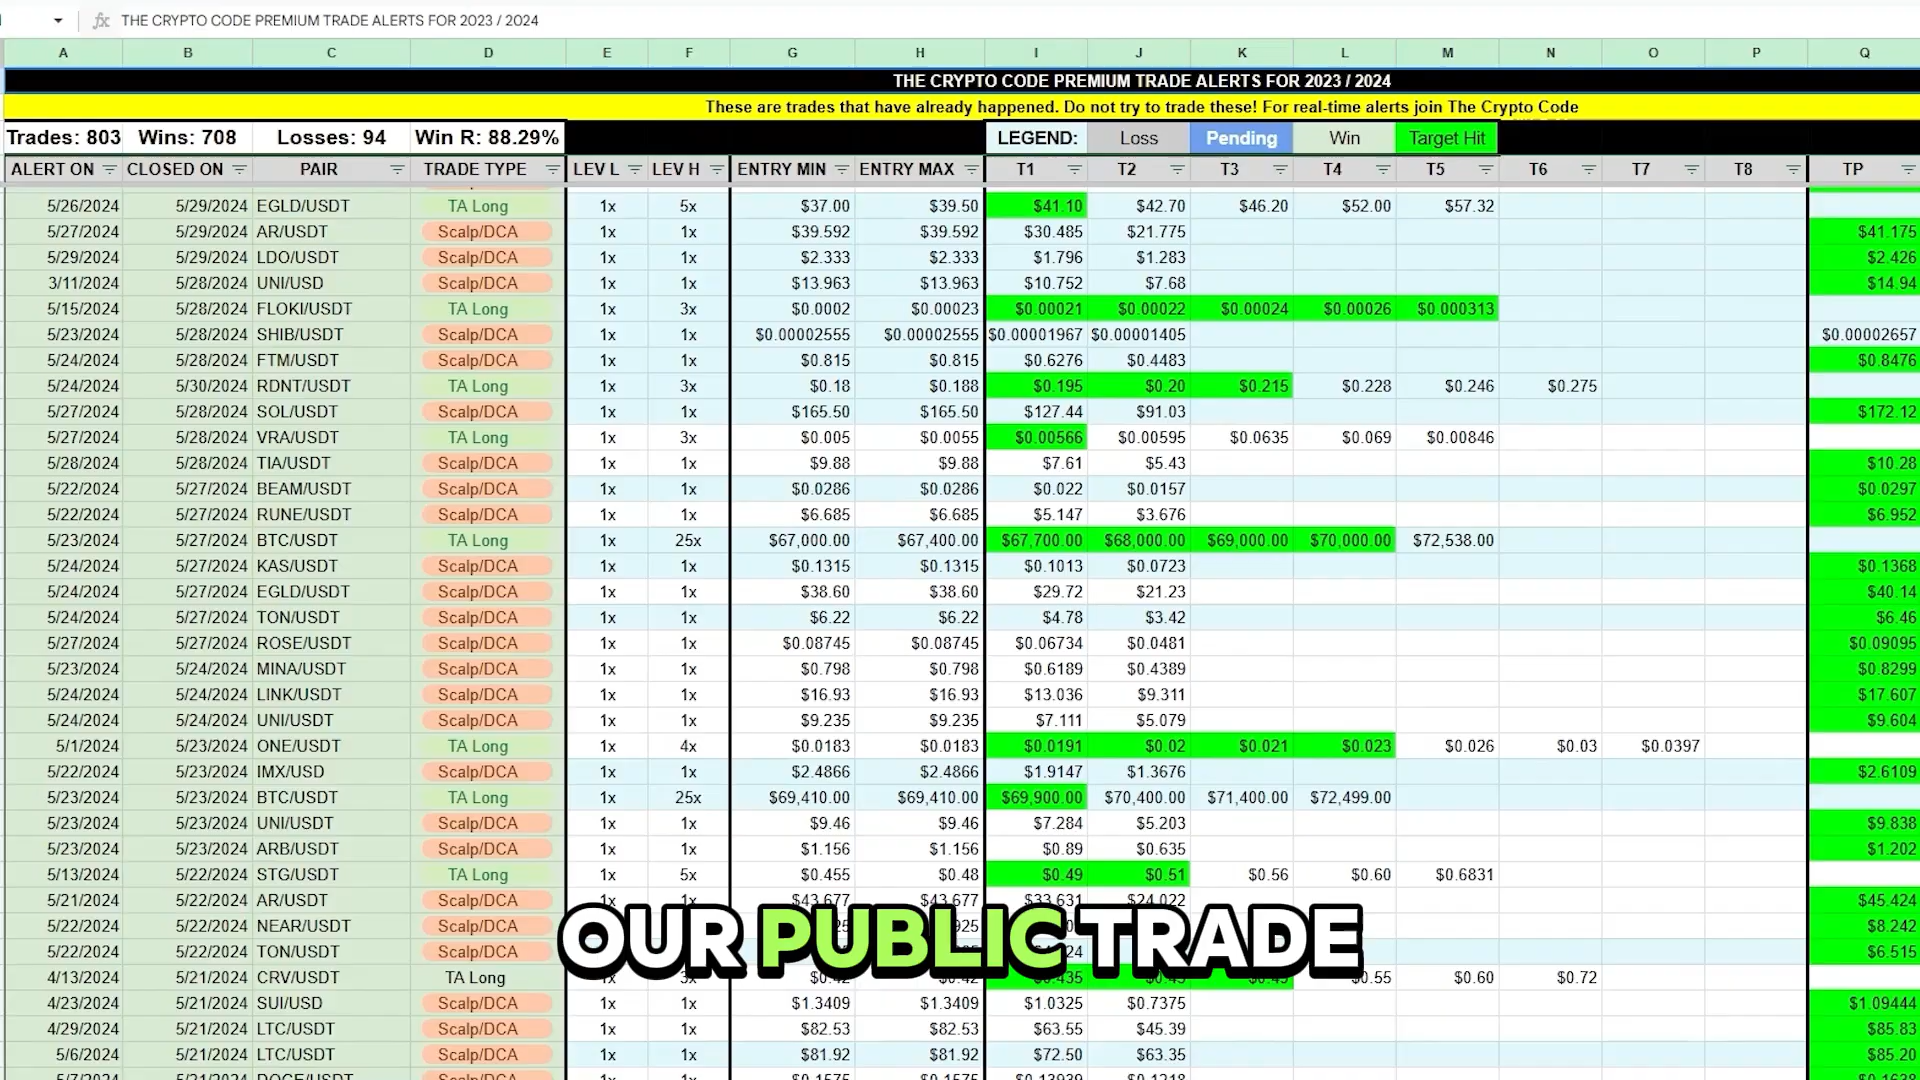 THE CRYPTO CODE PREMIUM TRADE ALERTS FOR 2023 / 2024
A B C D E F G H I J K L M N O P Q
THE CRYPTO CODE PREMIUM TRADE ALERTS FOR 2023 / 2024
These are trades that have already happened. Do not try to trade these! For real-time alerts join The Crypto Code
Trades: 803 Wins: 708 Losses: 94 Win R: 88.29% LEGEND: Loss Pending Win Target Hit
ALERT ON CLOSED ON PAIR TRADE TYPE LEV L LEV H ENTRY MIN ENTRY MAX T1 T2 T3 T4 T5 T6 T7 T8 TP
5/26/2024 5/29/2024 EGLD/USDT TA Long 1x 5x $37.00 $39.50 $41.10 $42.70 $46.20 $52.00 $57.32
5/27/2024 5/29/2024 AR/USDT Scalp/DCA 1x 1x $39.592 $39.592 $30.485 $21.775 $41.175
5/29/2024 5/29/2024 LDO/USDT Scalp/DCA 1x 1x $2.333 $2.333 $1.796 $1.283 $2.426
3/11/2024 5/28/2024 UNI/USD Scalp/DCA 1x 1x $13.963 $13.963 $10.752 $7.68 $14.94
5/15/2024 5/28/2024 FLOKI/USDT TA Long 1x 3x $0.0002 $0.00023 $0.00021 $0.00022 $0.00024 $0.00026 $0.000313
5/23/2024 5/28/2024 SHIB/USDT Scalp/DCA 1x 1x $0.00002555 $0.00002555 $0.00001967 $0.00001405 $0.00002657
5/24/2024 5/28/2024 FTM/USDT Scalp/DCA 1x 1x $0.815 $0.815 $0.6276 $0.4483 $0.8476
5/24/2024 5/30/2024 RDNT/USDT TA Long 1x 3x $0.18 $0.188 $0.195 $0.20 $0.215 $0.228 $0.246 $0.275
5/27/2024 5/28/2024 SOL/USDT Scalp/DCA 1x 1x $165.50 $165.50 $127.44 $91.03 $172.12
5/27/2024 5/28/2024 VRA/USDT TA Long 1x 3x $0.005 $0.0055 $0.00566 $0.00595 $0.0635 $0.069 $0.00846
5/28/2024 5/28/2024 TIA/USDT Scalp/DCA 1x 1x $9.88 $9.88 $7.61 $5.43 $10.28
5/22/2024 5/27/2024 BEAM/USDT Scalp/DCA 1x 1x $0.0286 $0.0286 $0.022 $0.0157 $0.0297
5/22/2024 5/27/2024 RUNE/USDT Scalp/DCA 1x 1x $6.685 $6.685 $5.147 $3.676 $6.952
5/23/2024 5/27/2024 BTC/USDT TA Long 1x 25x $67,000.00 $67,400.00 $67,700.00 $68,000.00 $69,000.00 $70,000.00 $72,538.00
5/24/2024 5/27/2024 KAS/USDT Scalp/DCA 1x 1x $0.1315 $0.1315 $0.1013 $0.0723 $0.1368
5/24/2024 5/27/2024 EGLD/USDT Scalp/DCA 1x 1x $38.60 $38.60 $29.72 $21.23 $40.14
5/24/2024 5/27/2024 TON/USDT Scalp/DCA 1x 1x $6.22 $6.22 $4.78 $3.42 $6.46
5/27/2024 5/27/2024 ROSE/USDT Scalp/DCA 1x 1x $0.08745 $0.08745 $0.06734 $0.0481 $0.09095
5/23/2024 5/24/2024 MINA/USDT Scalp/DCA 1x 1x $0.798 $0.798 $0.6189 $0.4389 $0.8299
5/24/2024 5/24/2024 LINK/USDT Scalp/DCA 1x 1x $16.93 $16.93 $13.036 $9.311 $17.607
5/24/2024 5/24/2024 UNI/USDT Scalp/DCA 1x 1x $9.235 $9.235 $7.111 $5.079 $9.604
5/1/2024 5/23/2024 ONE/USDT TA Long 1x 4x $0.0183 $0.0183 $0.0191 $0.02 $0.021 $0.023 $0.026 $0.03 $0.0397
5/22/2024 5/23/2024 IMX/USD Scalp/DCA 1x 1x $2.4866 $2.4866 $1.9147 $1.3676 $2.6109
5/23/2024 5/23/2024 BTC/USDT TA Long 1x 25x $69,410.00 $69,410.00 $69,900.00 $70,400.00 $71,400.00 $72,499.00
5/23/2024 5/23/2024 UNI/USDT Scalp/DCA 1x 1x $9.46 $9.46 $7.284 $5.203 $9.838
5/23/2024 5/23/2024 ARB/USDT Scalp/DCA 1x 1x $1.156 $1.156 $0.89 $0.635 $1.202
5/13/2024 5/22/2024 STG/USDT TA Long 1x 5x $0.455 $0.48 $0.49 $0.51 $0.56 $0.60 $0.6831
5/21/2024 5/22/2024 AR/USDT Scalp/DCA 1x 1x $43.677 $43.677 $33.631 $24.022 $45.424
5/22/2024 5/22/2024 NEAR/USDT Scalp/DCA $8.242
OUR PUBLIC TRADE
5/22/2024 5/22/2024 TON/USDT Scalp/DCA $6.515
4/13/2024 5/21/2024 CRV/USDT TA Long 1x 3x $0.60 $0.72
4/23/2024 5/21/2024 SUI/USD Scalp/DCA 1x 1x $1.3409 $1.3409 $1.0325 $0.7375 $1.09444
4/29/2024 5/21/2024 LTC/USDT Scalp/DCA 1x 1x $82.53 $82.53 $63.55 $45.39 $85.83
5/6/2024 5/21/2024 LTC/USDT Scalp/DCA 1x 1x $81.92 $81.92 $72.50 $63.35 $85.20